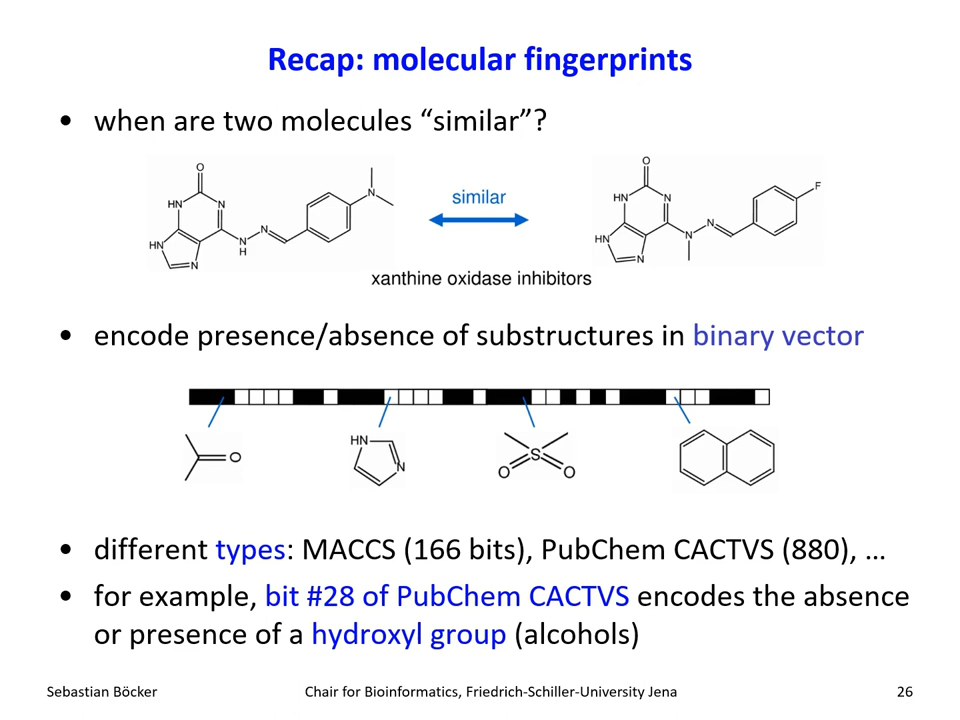 Recap: molecular fingerprints
• when are two molecules “similar”?
O
HN
N
HN
N
N
H
N
N
similar
O
HN
N
HN
N
N
N
F
xanthine oxidase inhibitors
• encode presence/absence of substructures in binary vector
O
HN
N
S
O
O
• different types: MACCS (166 bits), PubChem CACTVS (880), …
• for example, bit #28 of PubChem CACTVS encodes the absence
or presence of a hydroxyl group (alcohols)
Sebastian Böcker
Chair for Bioinformatics, Friedrich-Schiller-University Jena
26